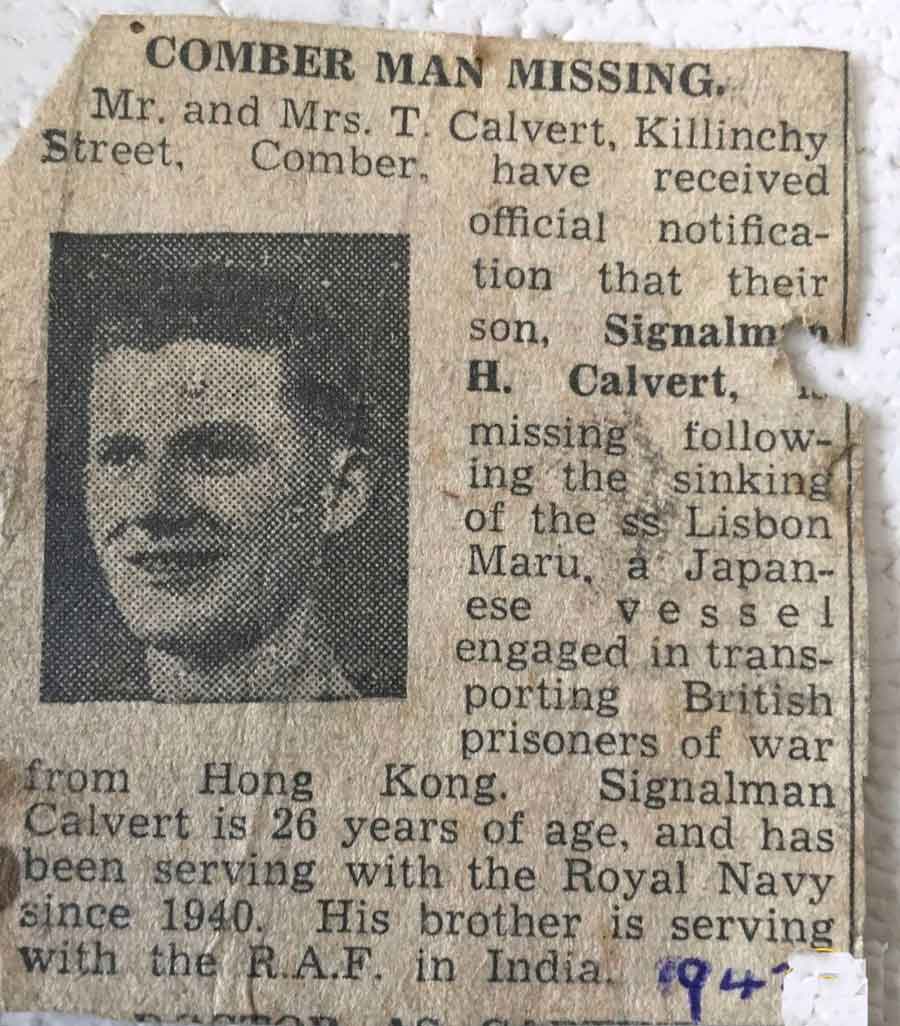 COMBER MAN MISSING.
Mr. and Mrs. T. Calvert, Killinchy
Street, Comber, have received
official notifica-
tion that their
son, Signalman
H. Calvert, is
missing follow-
ing the sinking
of the ss Lisbon
Maru, a Japan-
ese vessel
engaged in trans-
porting British
prisoners of war
from Hong Kong. Signalman
Calvert is 26 years of age, and has
been serving with the Royal Navy
since 1940. His brother is serving
with the R.A.F. in India. 194